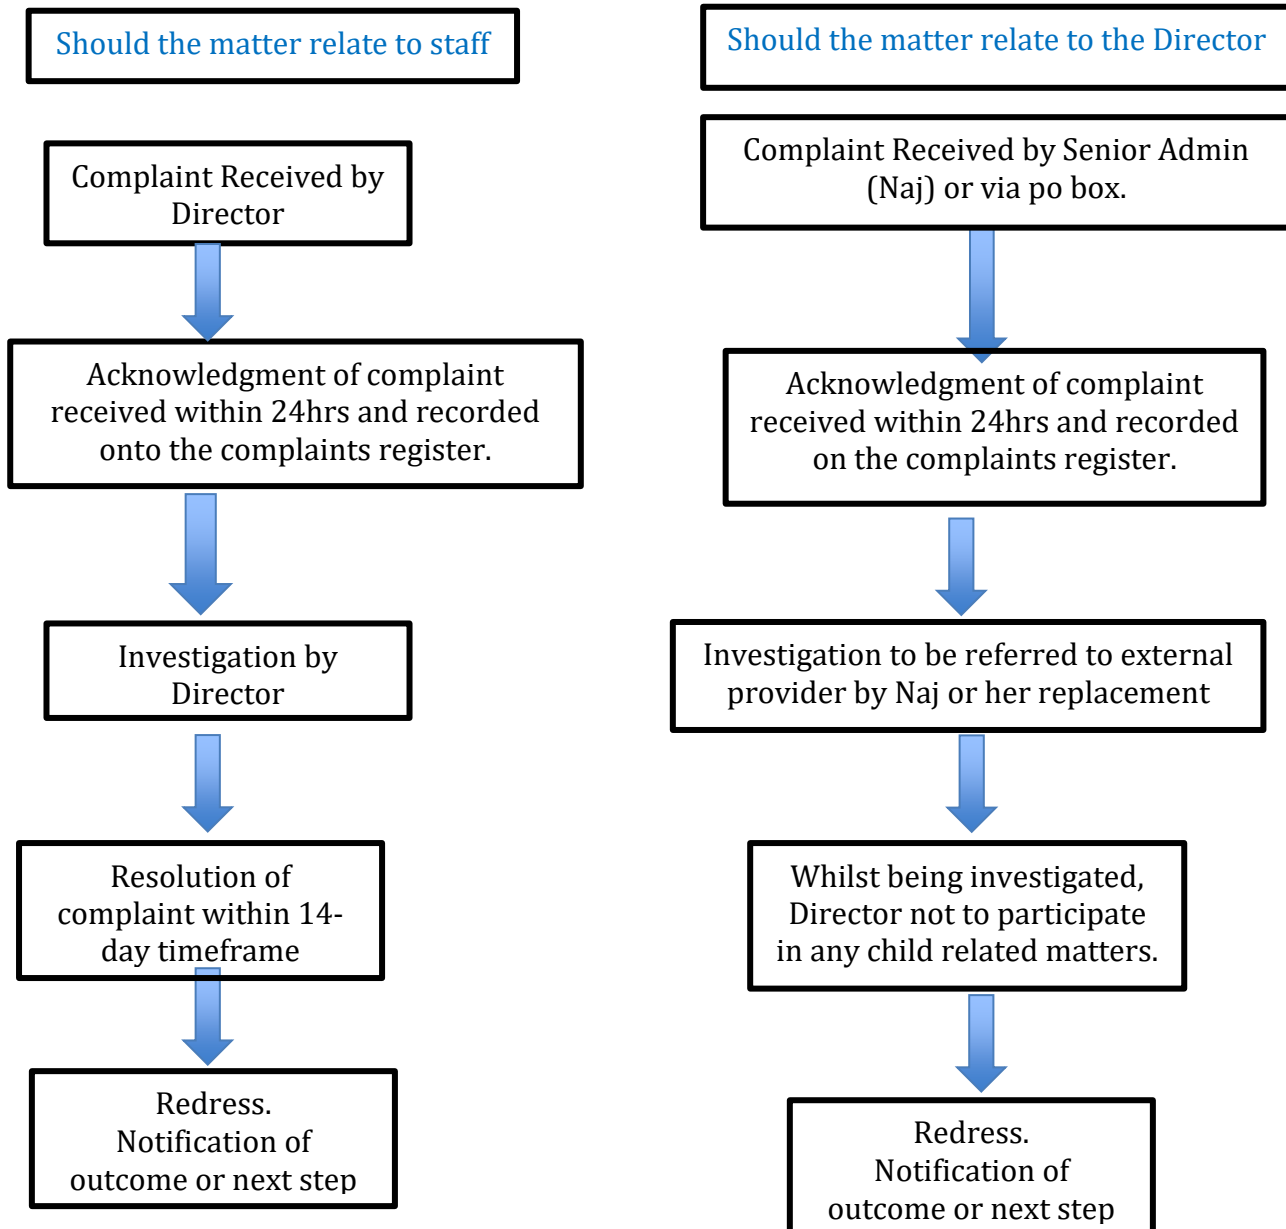 Should the matter relate to staff
Complaint Received by
Director
Acknowledgment of complaint
received within 24hrs and recorded
onto the complaints register.
Investigation by
Director
Resolution of
complaint within 14-
day timeframe
Redress.
Notification of
outcome or next step
Should the matter relate to the Director
Complaint Received by Senior Admin
(Naj) or via po box.
Acknowledgment of complaint
received within 24hrs and recorded
on the complaints register.
Investigation to be referred to external
provider by Naj or her replacement
Whilst being investigated,
Director not to participate
in any child related matters.
Redress.
Notification of
outcome or next step